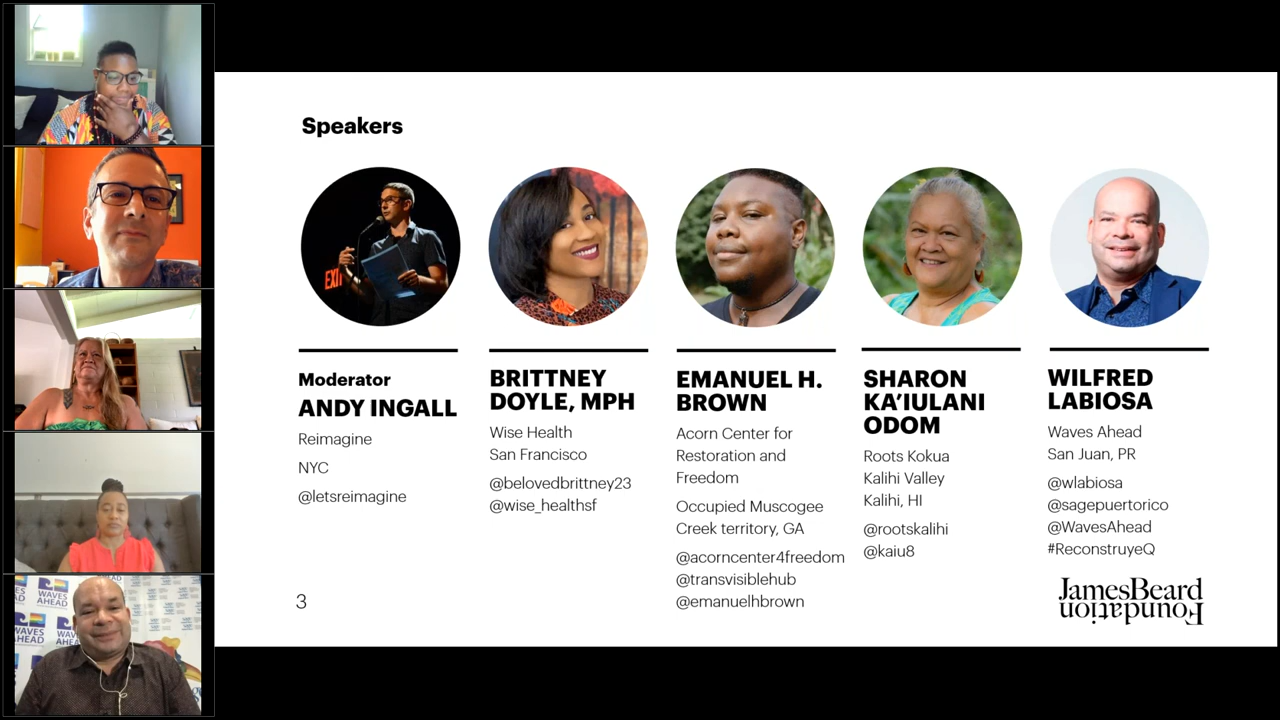 Speakers
EXIT
Moderator
ANDY INGALL
Reimagine
NYC
@letsreimagine
BRITTNEY
DOYLE, MPH
Wise Health
San Francisco
@belovedbrittney23
@wise_healthsf
EMANUEL H.
BROWN
Acorn Center for
Restoration and
Freedom
Occupied Muscogee
Creek territory, GA
@acorncenter4freedom
@transvisiblehub
@emanuelhbrown
SHARON
KA’IULANI
ODOM
Roots Kokua
Kalihi Valley
Kalihi, HI
@rootskalihi
@kaiu8
WILFRED
LABIOSA
Waves Ahead
San Juan, PR
@wlabiosa
@sagepuertorico
@WavesAhead
#ReconstruyeQ
3
JamesBeard
Foundation
WAVES
AHEAD
WAVES
AHEAD